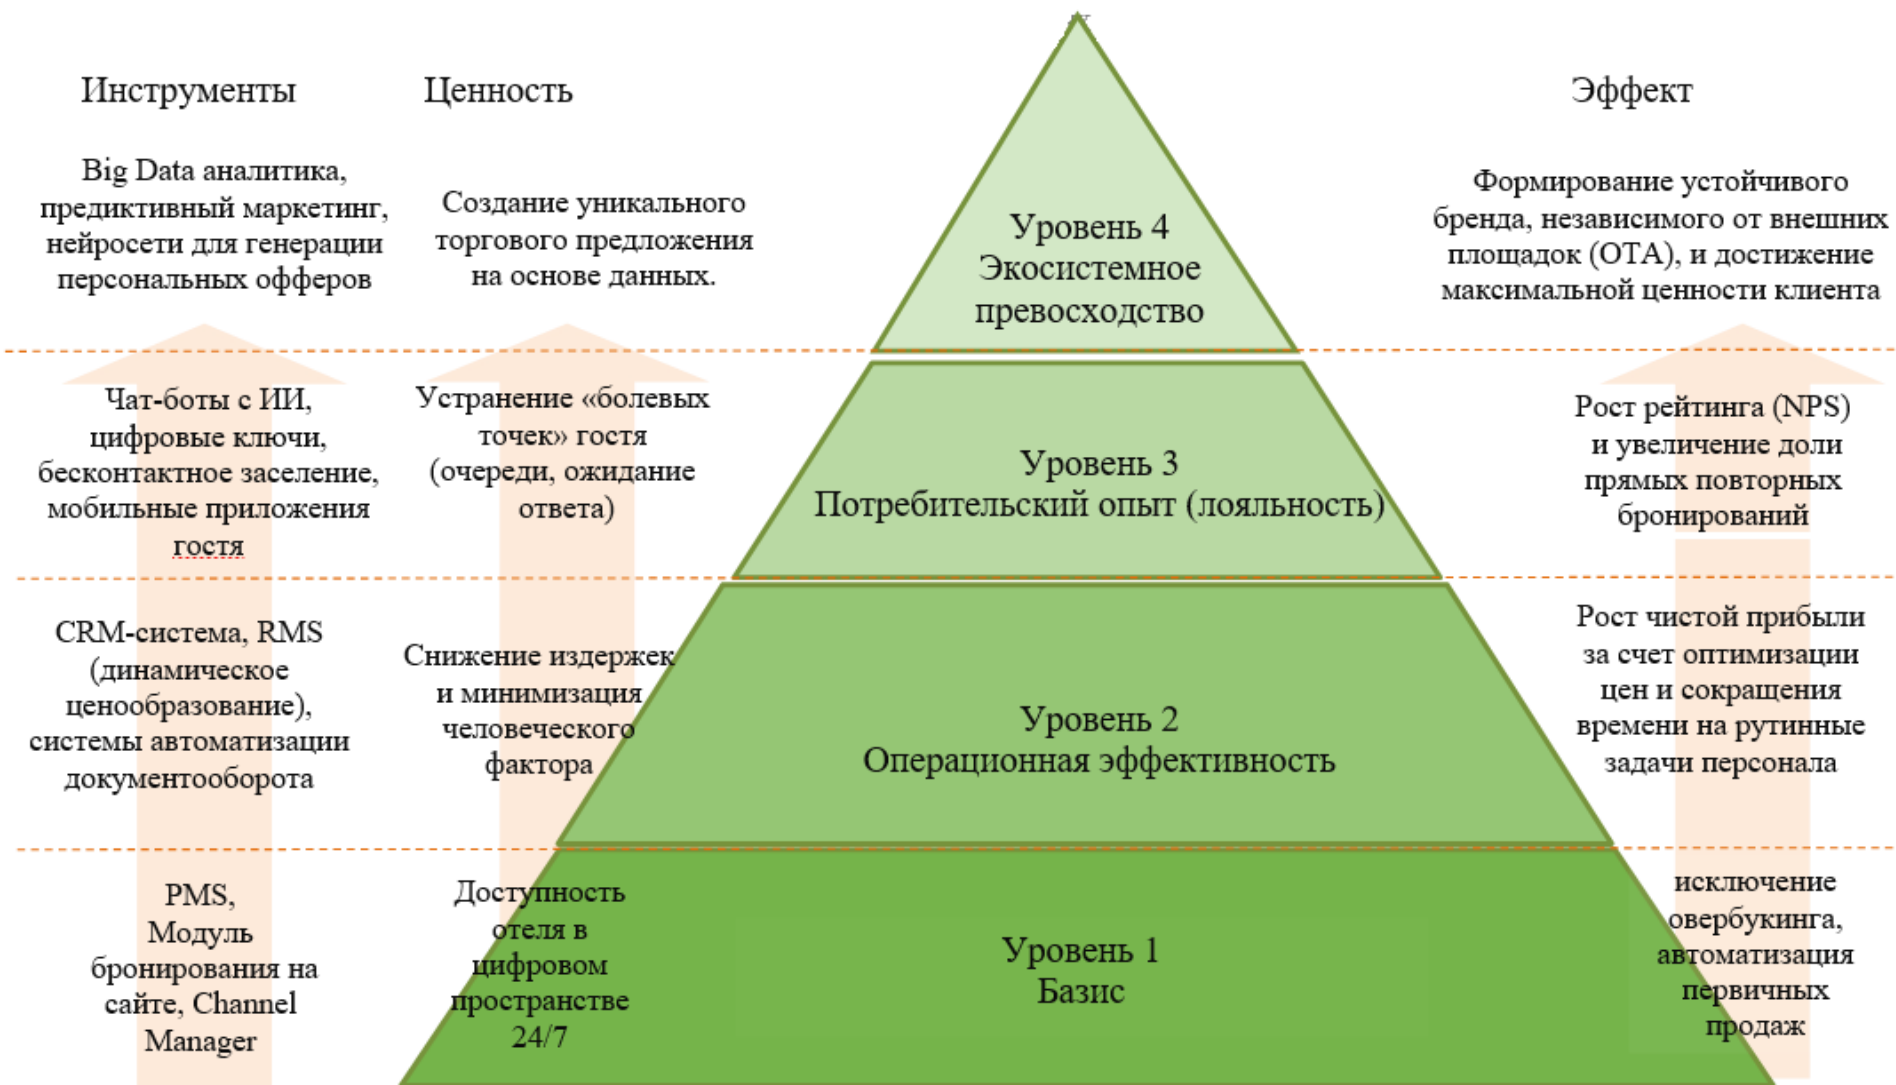 Инструменты
Ценность
Эффект
Big Data аналитика,
предиктивный маркетинг,
нейросети для генерации
персональных офферов
Создание уникального
торгового предложения
на основе данных.
Уровень 4
Экосистемное
превосходство
Формирование устойчивого
бренда, независимого от внешних
площадок (ОТА), и достижение
максимальной ценности клиента
Чат-боты с ИИ,
цифровые ключи,
бесконтактное заселение,
мобильные приложения
гостя
Устранение «болевых
точек» гостя
(очереди, ожидание
ответа)
Уровень 3
Потребительский опыт (лояльность)
Рост рейтинга (NPS)
и увеличение доли
прямых повторных
бронирований
CRM-система, RMS
(динамическое
ценообразование),
системы автоматизации
документооборота
Снижение издержек
и минимизация
человеческого
фактора
Уровень 2
Операционная эффективность
Рост чистой прибыли
за счет оптимизации
цен и сокращения
времени на рутинные
задачи персонала
PMS,
Модуль
бронирования на
сайте, Channel
Manager
Доступность
отеля в
цифровом
пространстве
24/7
Уровень 1
Базис
исключение
овербукинга,
автоматизация
первичных
продаж